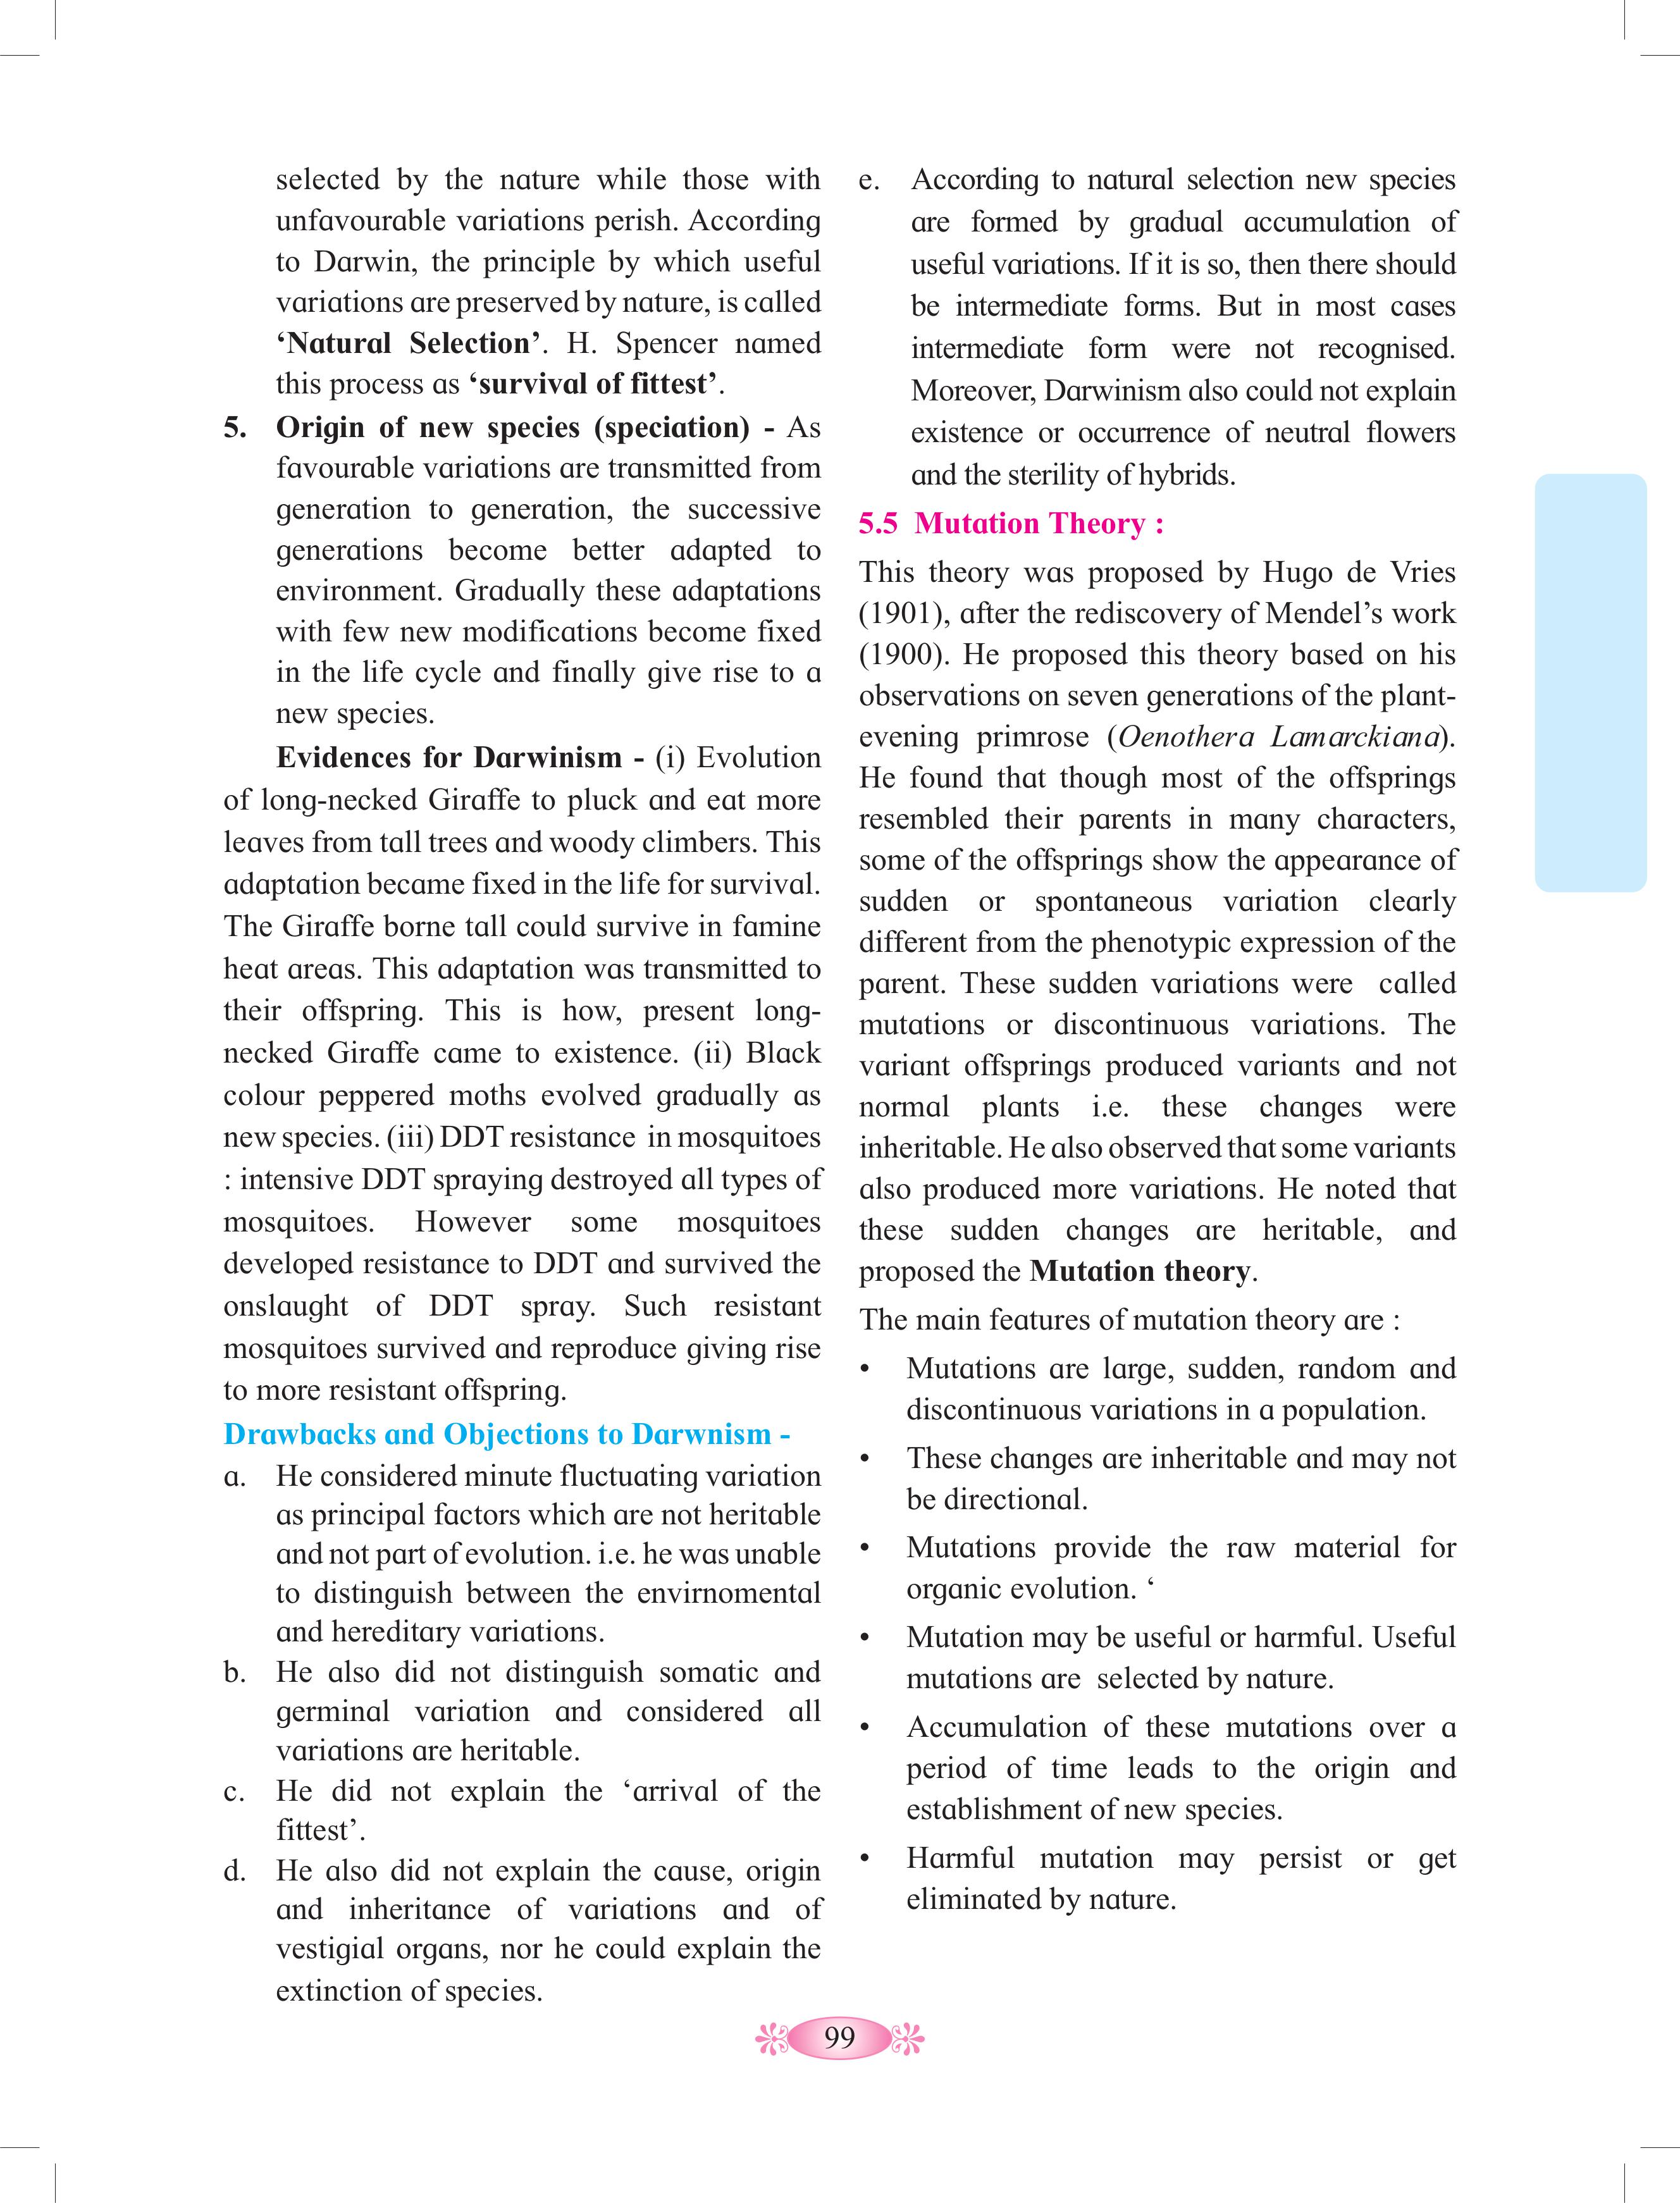 selected by the nature while those with
unfavourable variations perish. According
to Darwin, the principle by which useful
variations are preserved by nature, is called
‘Natural Selection’. H. Spencer named
this process as ‘survival of fittest’.
5. Origin of new species (speciation) - As
favourable variations are transmitted from
generation to generation, the successive
generations become better adapted to
environment. Gradually these adaptations
with few new modifications become fixed
in the life cycle and finally give rise to a
new species.
Evidences for Darwinism - (i) Evolution
of long-necked Giraffe to pluck and eat more
leaves from tall trees and woody climbers. This
adaptation became fixed in the life for survival.
The Giraffe borne tall could survive in famine
heat areas. This adaptation was transmitted to
their offspring. This is how, present long-
necked Giraffe came to existence. (ii) Black
colour peppered moths evolved gradually as
new species. (iii) DDT resistance in mosquitoes
: intensive DDT spraying destroyed all types of
mosquitoes. However some mosquitoes
developed resistance to DDT and survived the
onslaught of DDT spray. Such resistant
mosquitoes survived and reproduce giving rise
to more resistant offspring.
Drawbacks and Objections to Darwnism -
a. He considered minute fluctuating variation
as principal factors which are not heritable
and not part of evolution. i.e. he was unable
to distinguish between the envirnomental
and hereditary variations.
b. He also did not distinguish somatic and
germinal variation and considered all
variations are heritable.
c. He did not explain the ‘arrival of the
fittest’.
d. He also did not explain the cause, origin
and inheritance of variations and of
vestigial organs, nor he could explain the
extinction of species.
e. According to natural selection new species
are formed by gradual accumulation of
useful variations. If it is so, then there should
be intermediate forms. But in most cases
intermediate form were not recognised.
Moreover, Darwinism also could not explain
existence or occurrence of neutral flowers
and the sterility of hybrids.
5.5 Mutation Theory :
This theory was proposed by Hugo de Vries
(1901), after the rediscovery of Mendel’s work
(1900). He proposed this theory based on his
observations on seven generations of the plant-
evening primrose (Oenothera Lamarckiana).
He found that though most of the offsprings
resembled their parents in many characters,
some of the offsprings show the appearance of
sudden or spontaneous variation clearly
different from the phenotypic expression of the
parent. These sudden variations were called
mutations or discontinuous variations. The
variant offsprings produced variants and not
normal plants i.e. these changes were
inheritable. He also observed that some variants
also produced more variations. He noted that
these sudden changes are heritable, and
proposed the Mutation theory.
The main features of mutation theory are :
• Mutations are large, sudden, random and
discontinuous variations in a population.
• These changes are inheritable and may not
be directional.
• Mutations provide the raw material for
organic evolution. ‘
• Mutation may be useful or harmful. Useful
mutations are selected by nature.
• Accumulation of these mutations over a
period of time leads to the origin and
establishment of new species.
• Harmful mutation may persist or get
eliminated by nature.
99